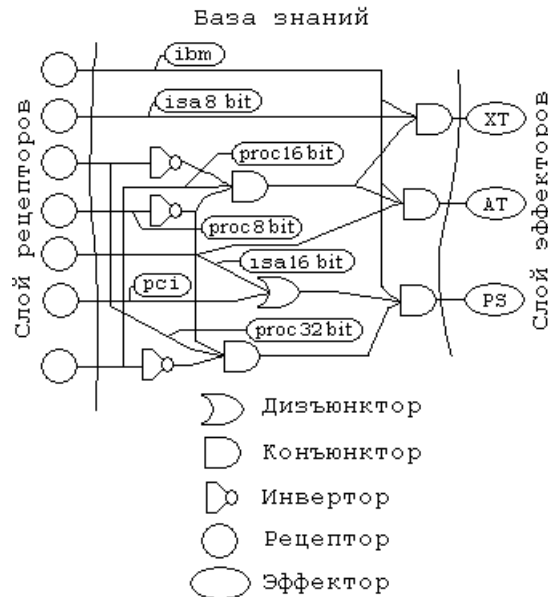 База знаний
Слой рецепторов
Слой эффекторов
ibm
isa8 bit
proc16 bit
proc8 bit
isa16 bit
pci
proc32 bit
XT
AT
PS
Дизъюнктор
Конъюнктор
Инвертор
Рецептор
Эффектор